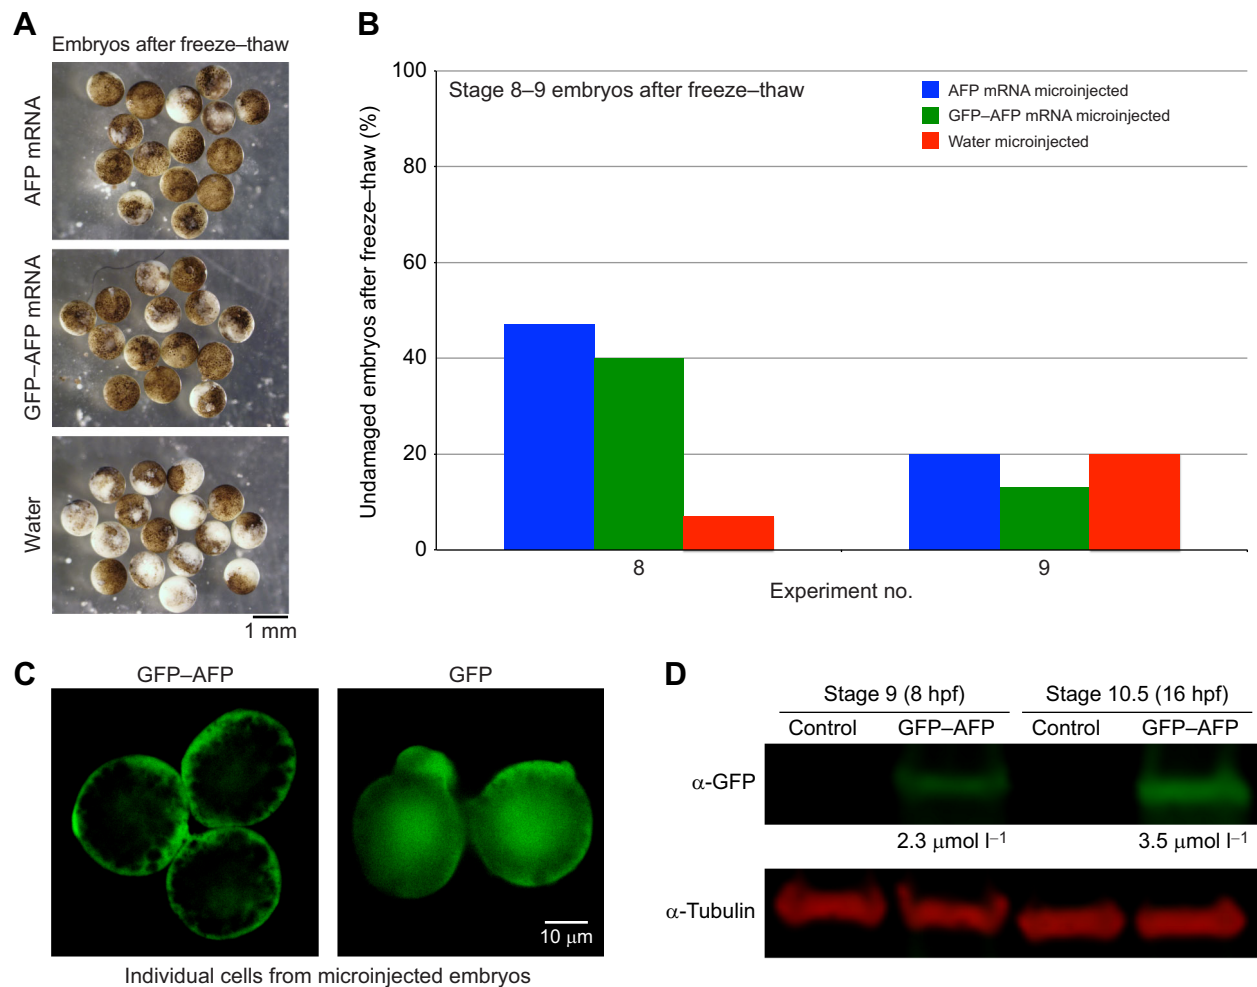 A
Embryos after freeze–thaw
AFP mRNA
GFP–AFP mRNA
Water
1 mm
B
Undamaged embryos after freeze–thaw (%)
100
80
60
40
20
0
Stage 8–9 embryos after freeze–thaw
AFP mRNA microinjected
GFP–AFP mRNA microinjected
Water microinjected
8
9
Experiment no.
C
GFP–AFP
GFP
10 μm
Individual cells from microinjected embryos
D
Stage 9 (8 hpf)
Stage 10.5 (16 hpf)
Control
GFP–AFP
Control
GFP–AFP
α-GFP
2.3 μmol l⁻¹
3.5 μmol l⁻¹
α-Tubulin